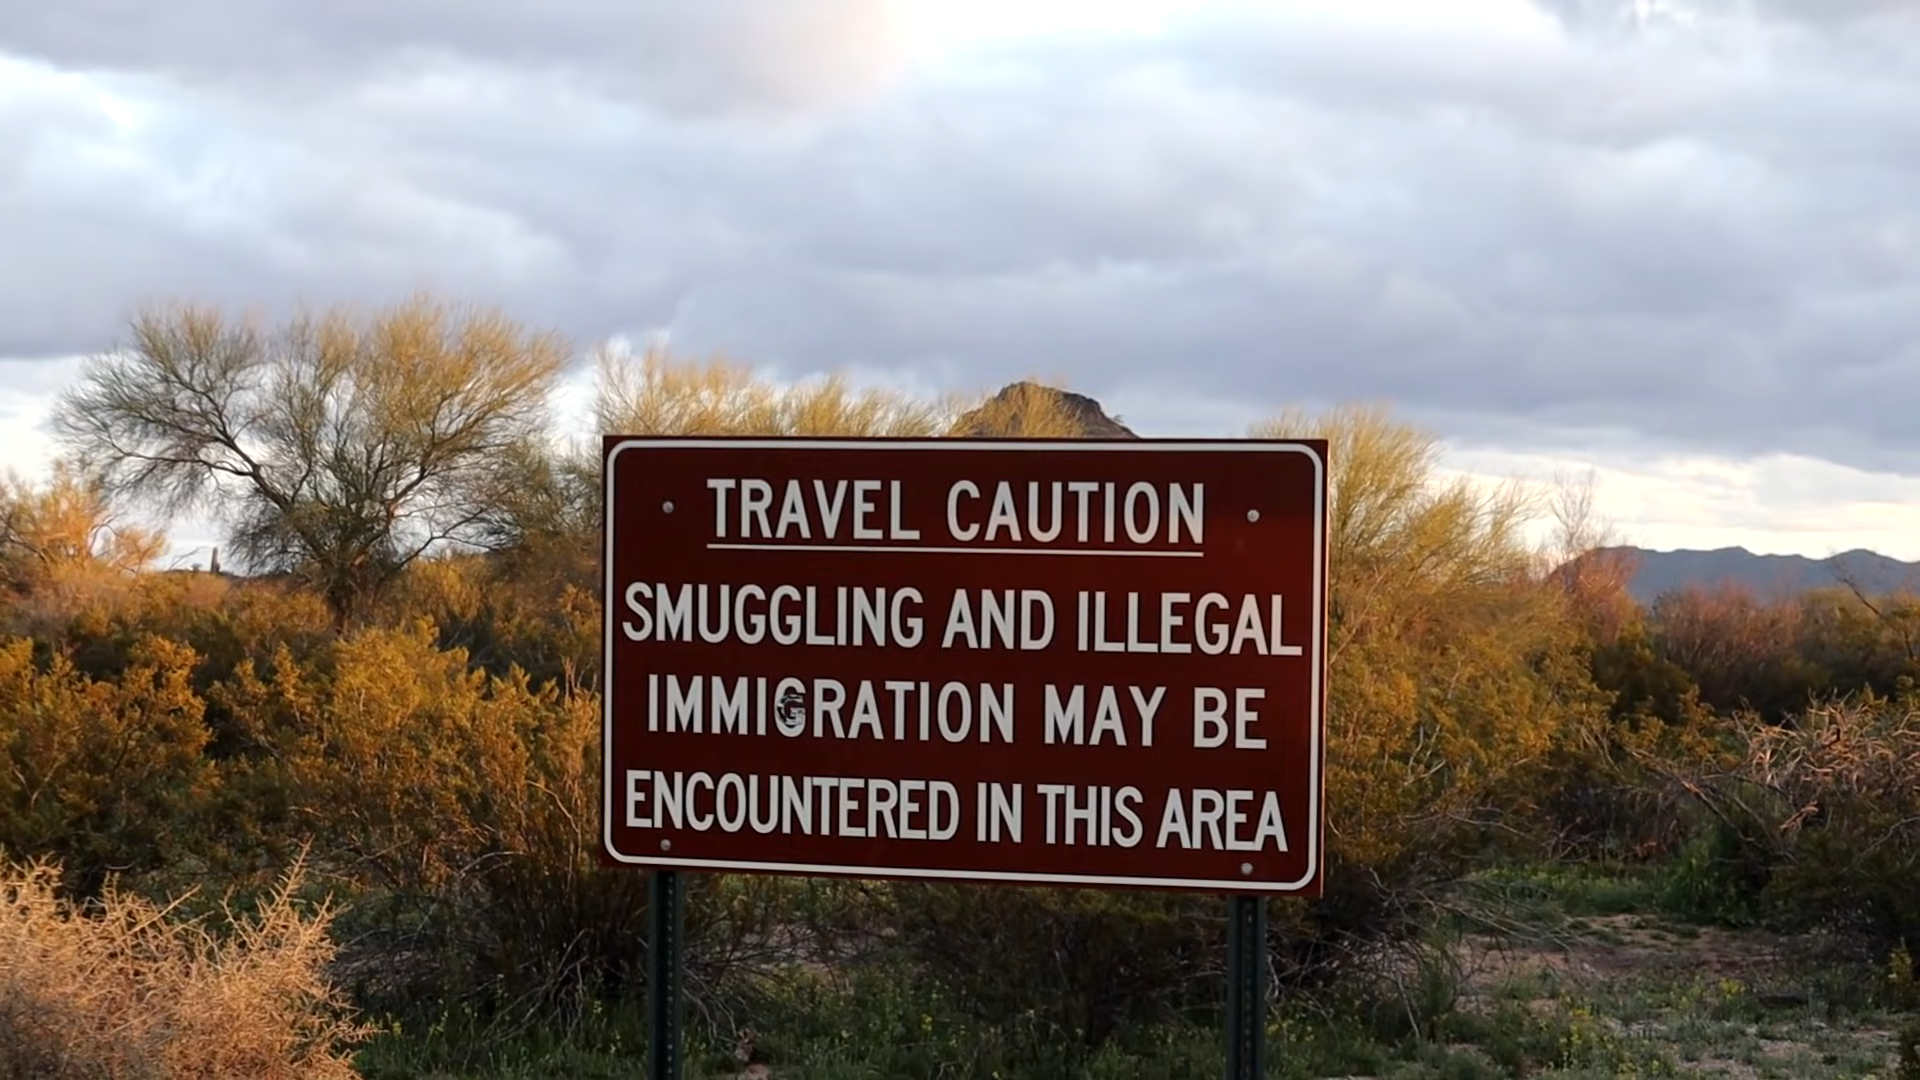 TRAVEL CAUTION
SMUGGLING AND ILLEGAL
IMMIGRATION MAY BE
ENCOUNTERED IN THIS AREA